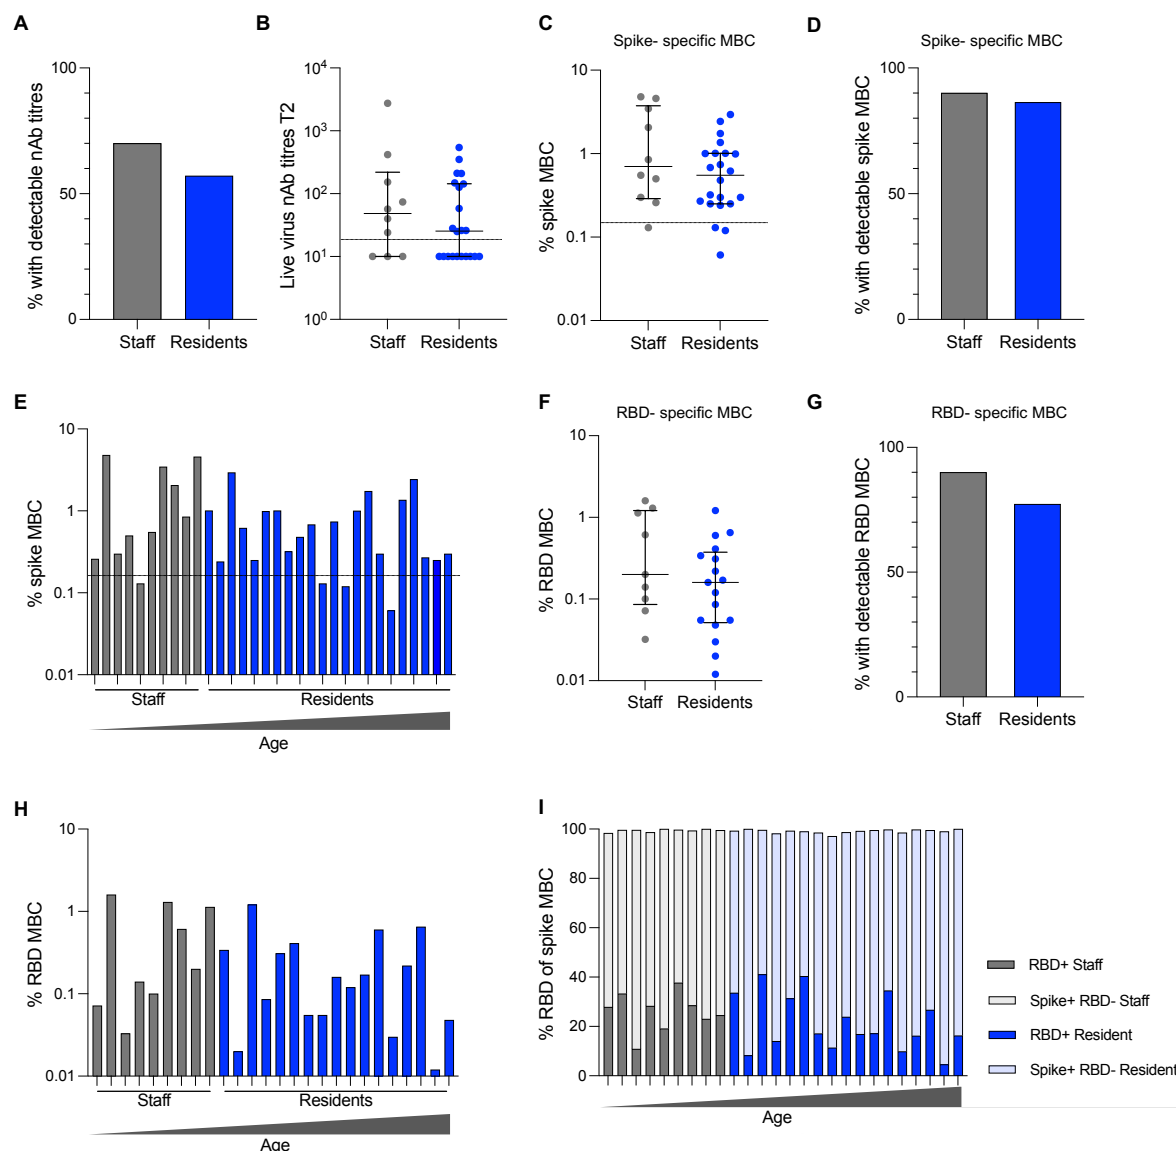 A
% with detectable nAb titres
100
50
0
Staff
Residents
B
Live virus nAb titres T2
10⁴
10³
10²
10¹
10⁰
Staff
Residents
C
Spike- specific MBC
% spike MBC
10
1
0.1
0.01
Staff
Residents
D
Spike- specific MBC
% with detectable spike MBC
100
50
0
Staff
Residents
E
% spike MBC
10
1
0.1
0.01
Staff
Residents
Age
F
RBD- specific MBC
% RBD MBC
10
1
0.1
0.01
Staff
Residents
G
RBD- specific MBC
% with detectable RBD MBC
100
50
0
Staff
Residents
H
% RBD MBC
10
1
0.1
0.01
Staff
Residents
Age
I
% RBD of spike MBC
100
80
60
40
20
0
Age
RBD+ Staff
Spike+ RBD- Staff
RBD+ Resident
Spike+ RBD- Resident